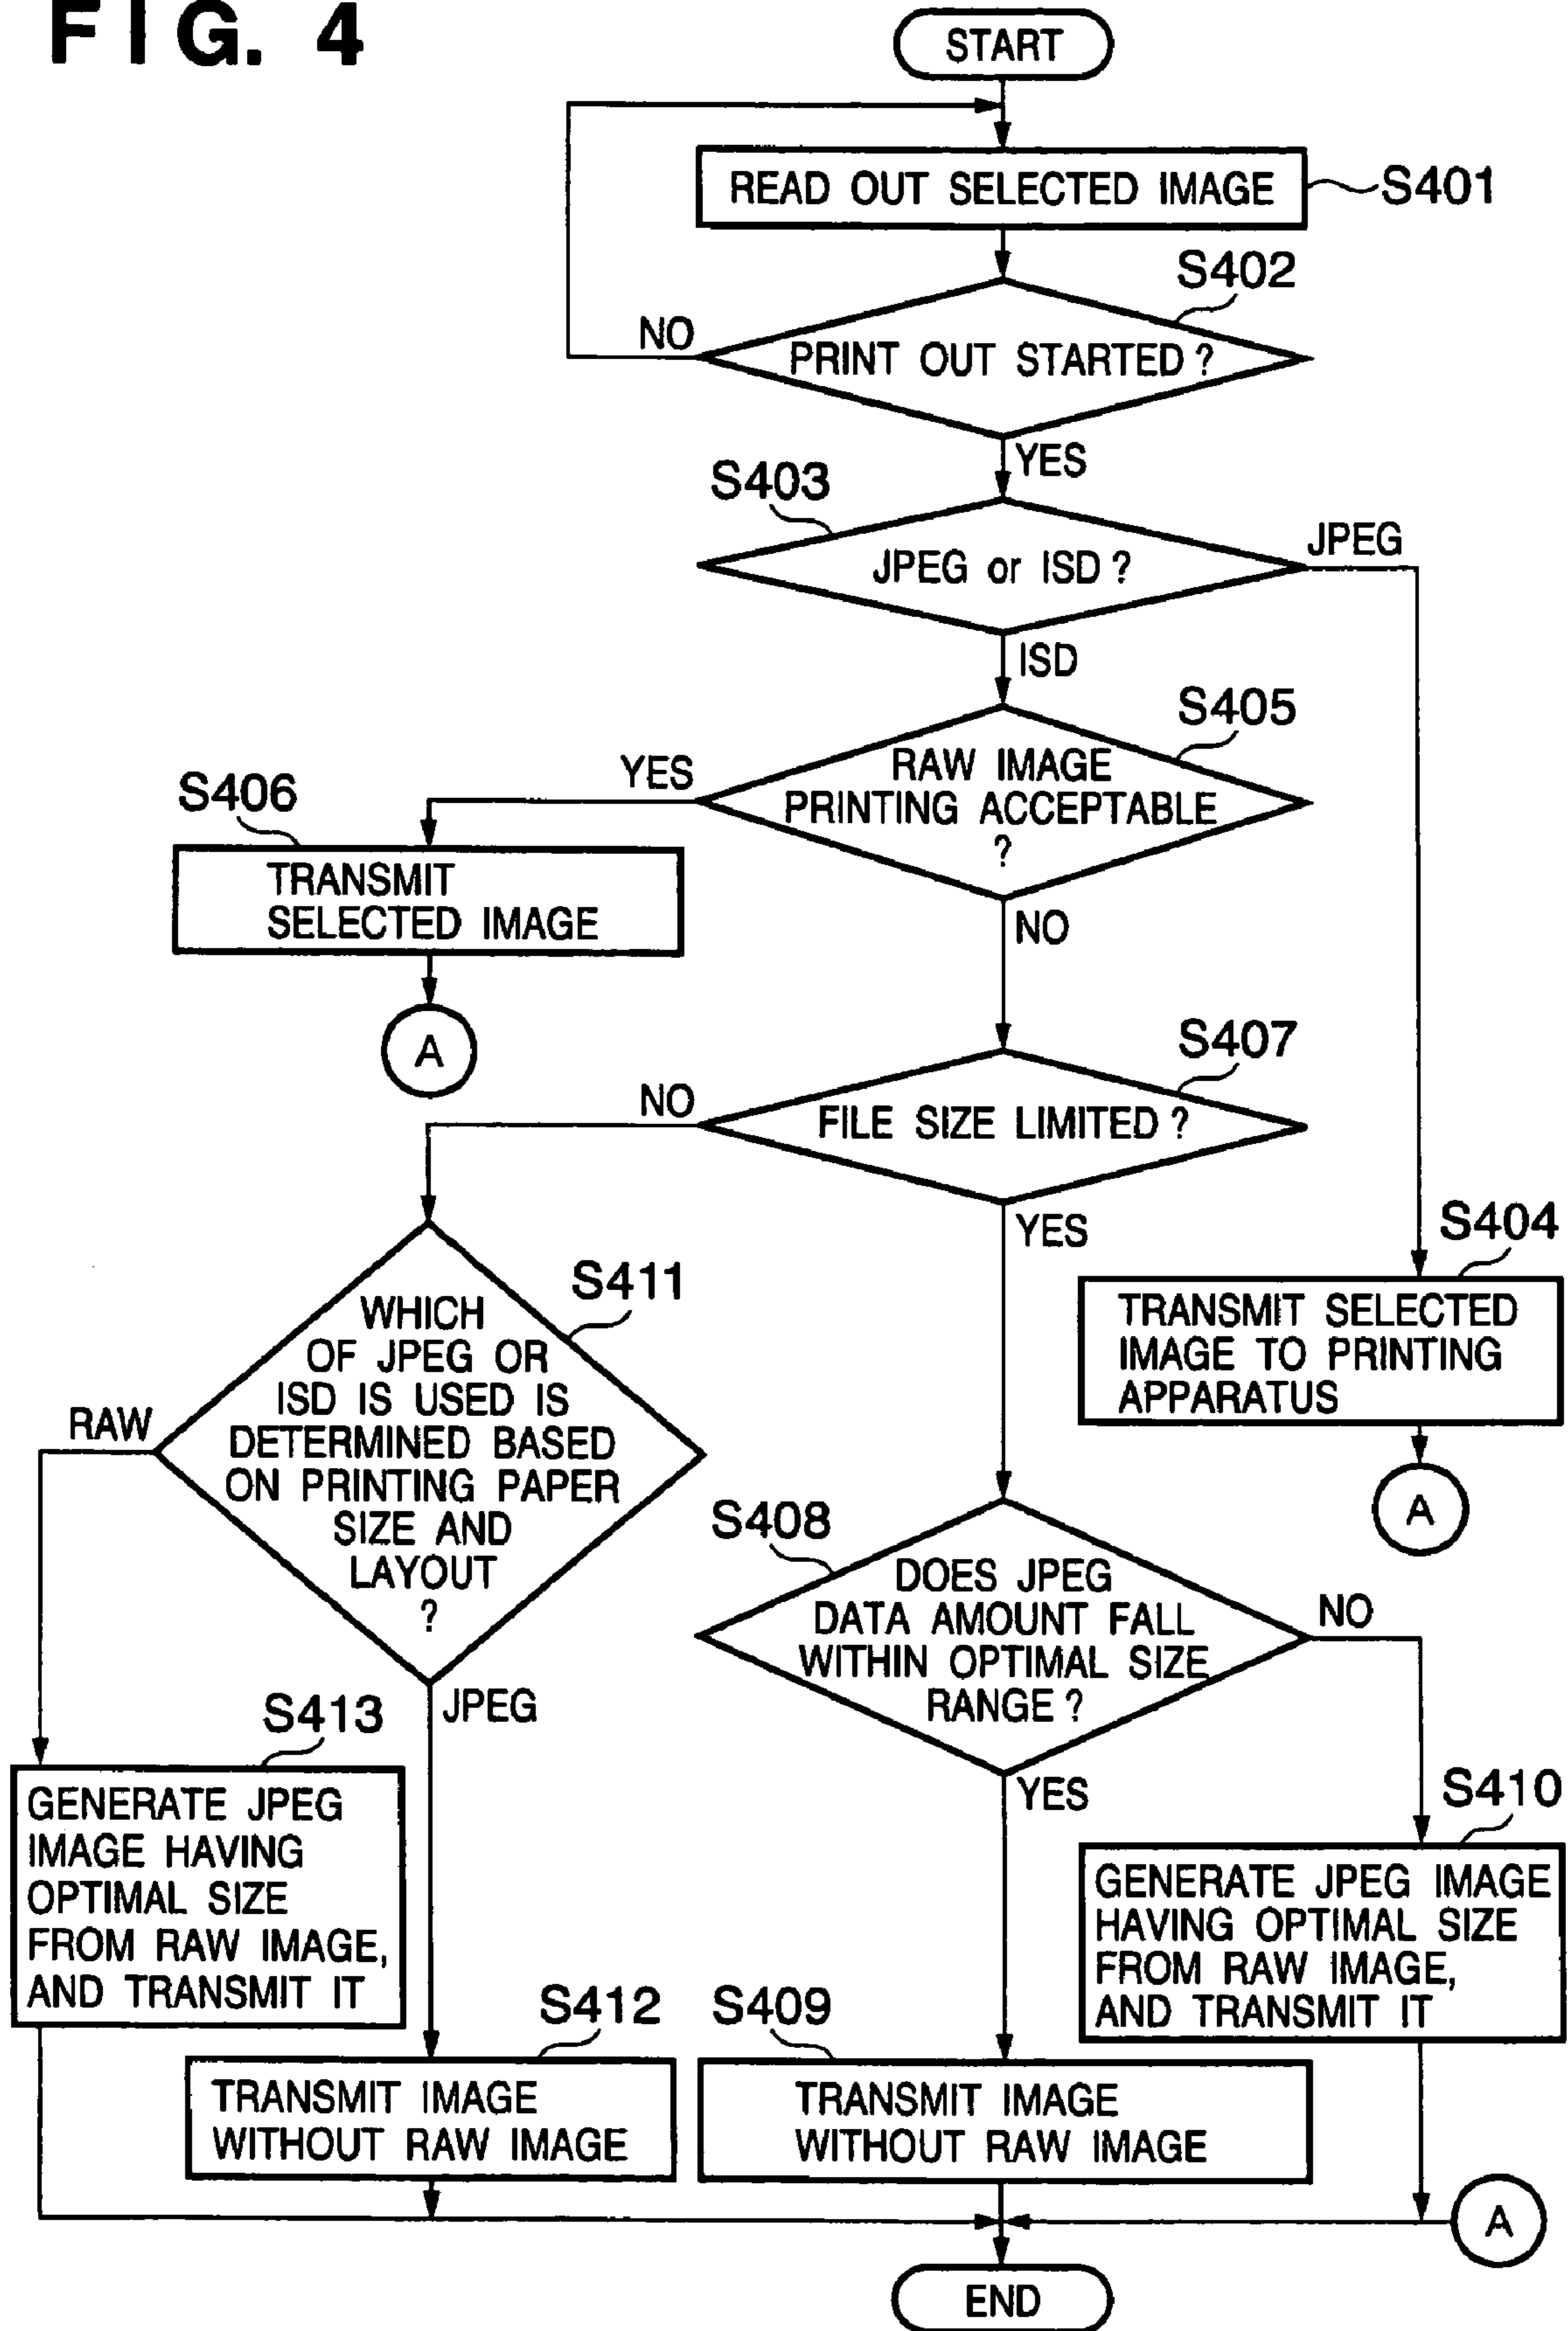 FIG. 4
START
READ OUT SELECTED IMAGE
S401
S402
NO
PRINT OUT STARTED ?
YES
S403
JPEG or ISD ?
JPEG
ISD
S405
YES
RAW IMAGE
PRINTING ACCEPTABLE
?
S406
TRANSMIT
SELECTED IMAGE
NO
A
S407
NO
FILE SIZE LIMITED ?
YES
S404
TRANSMIT SELECTED
IMAGE TO PRINTING
APPARATUS
A
S411
WHICH
OF JPEG OR
ISD IS USED IS
DETERMINED BASED
ON PRINTING PAPER
SIZE AND
LAYOUT
?
RAW
JPEG
S408
DOES JPEG
DATA AMOUNT FALL
WITHIN OPTIMAL SIZE
RANGE ?
NO
YES
S413
GENERATE JPEG
IMAGE HAVING
OPTIMAL SIZE
FROM RAW IMAGE,
AND TRANSMIT IT
S410
GENERATE JPEG IMAGE
HAVING OPTIMAL SIZE
FROM RAW IMAGE,
AND TRANSMIT IT
S412
TRANSMIT IMAGE
WITHOUT RAW IMAGE
S409
TRANSMIT IMAGE
WITHOUT RAW IMAGE
A
END